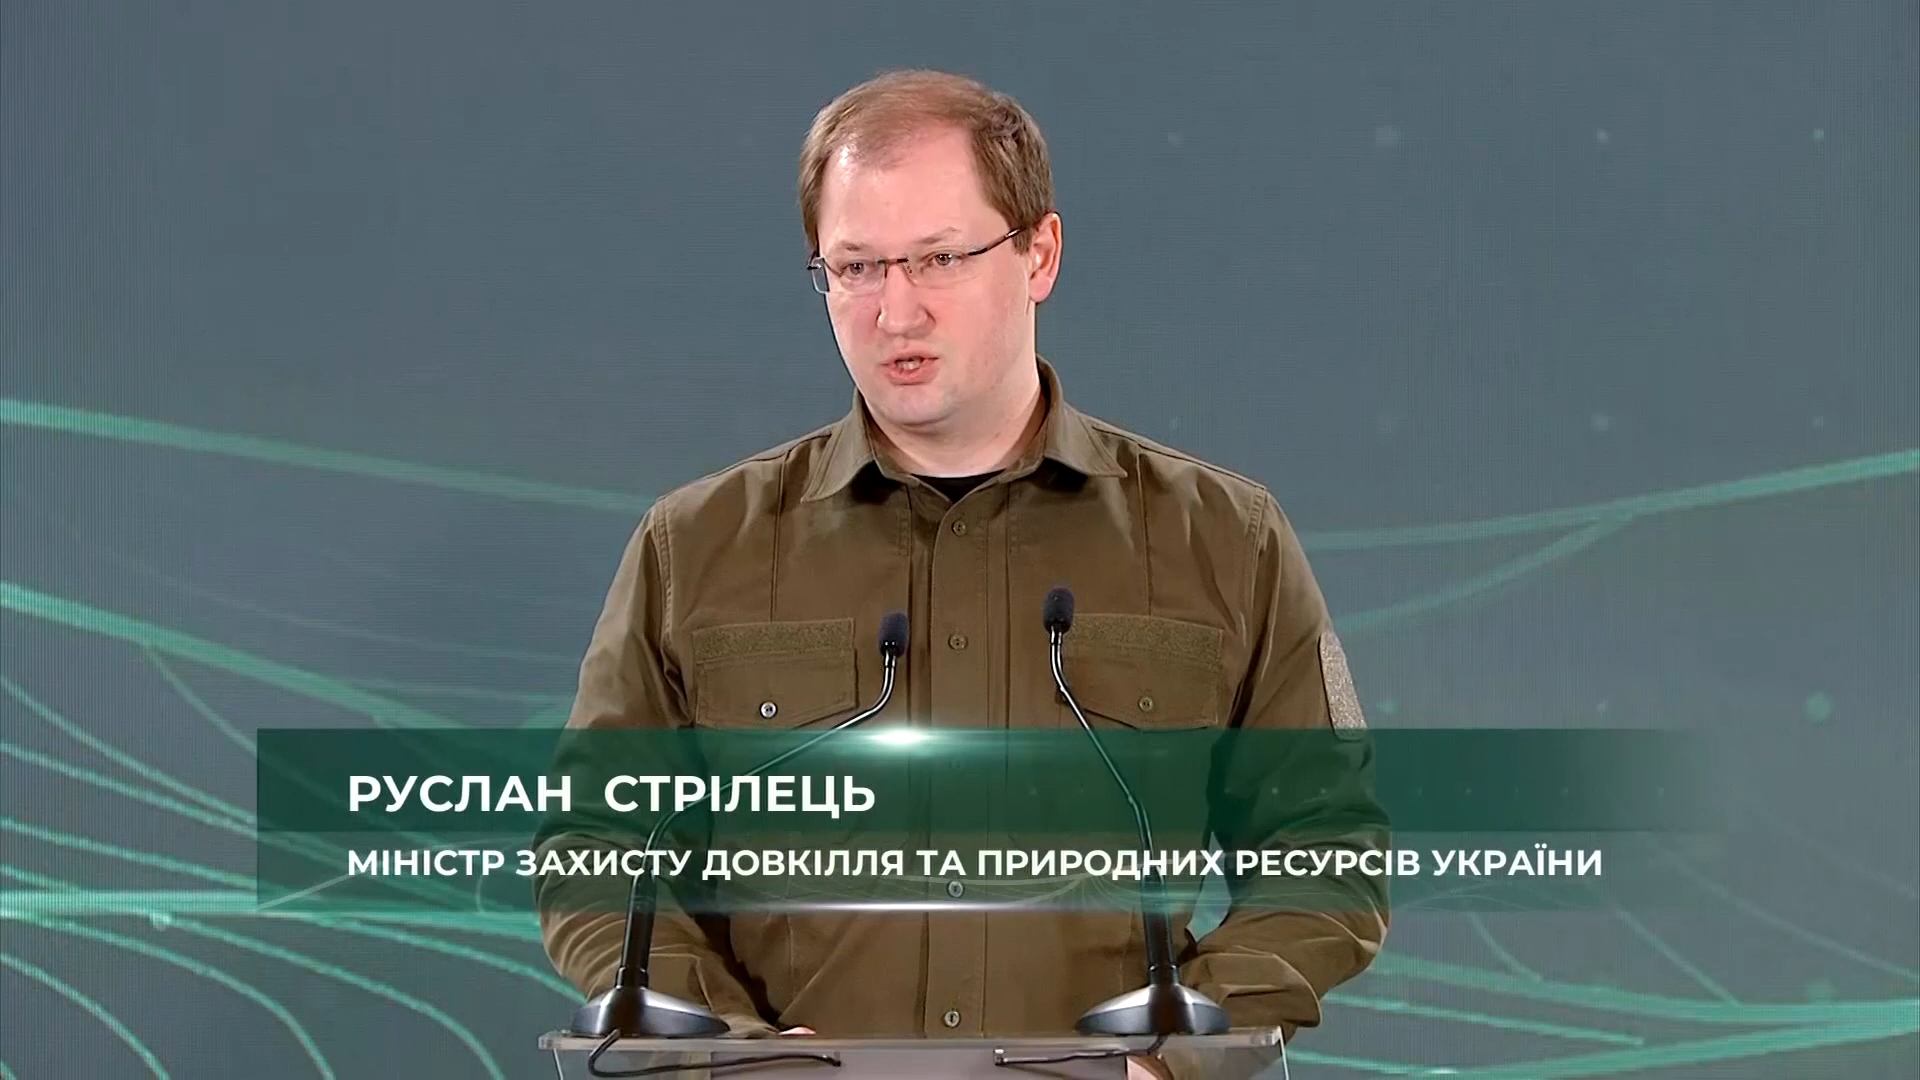 РУСЛАН СТРІЛЕЦЬ
МІНІСТР ЗАХИСТУ ДОВКІЛЛЯ ТА ПРИРОДНИХ РЕСУРСІВ УКРАЇНИ